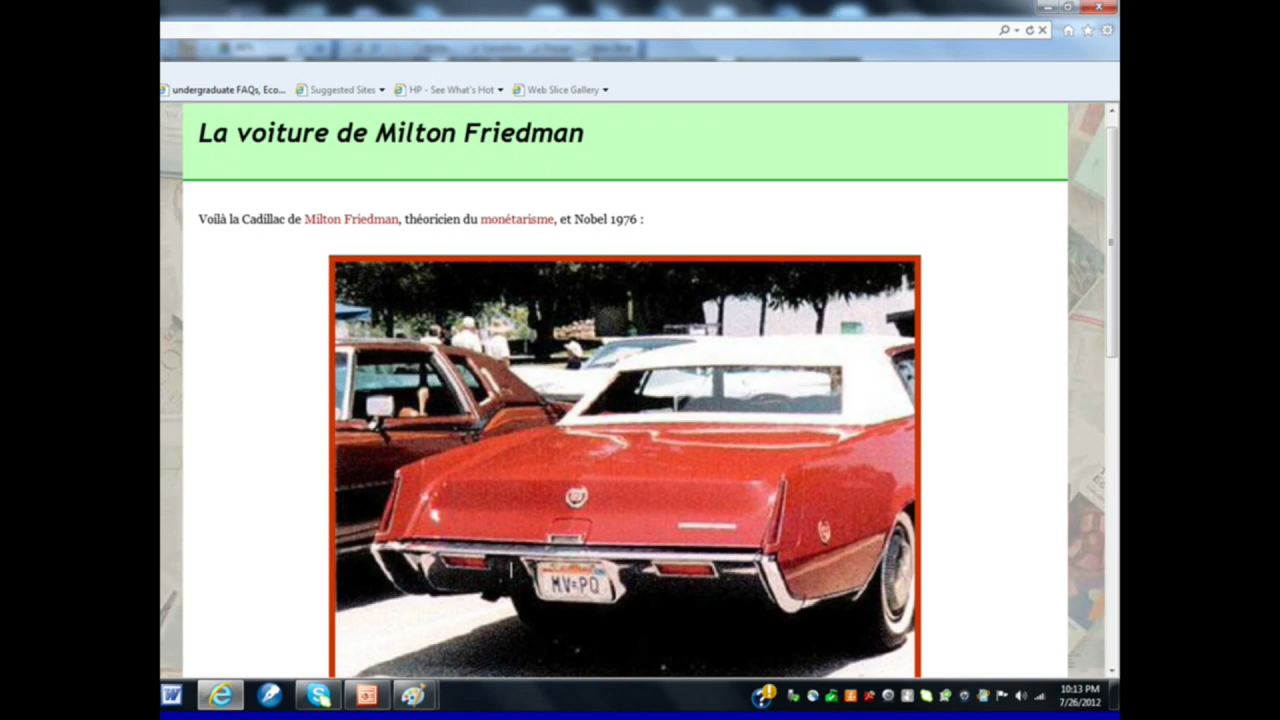 undergraduate FAQs, Eco...
Suggested Sites
HP - See What's Hot
Web Slice Gallery
La voiture de Milton Friedman
Voilà la Cadillac de Milton Friedman, théoricien du monétarisme, et Nobel 1976 :
MV=PQ
10:13 PM
7/26/2012